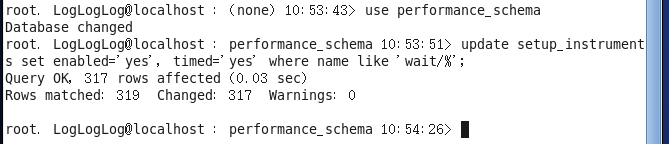 root. LogLogLog@localhost : (none) 10:53:43> use performance_schema
Database changed
root. LogLogLog@localhost : performance_schema 10:53:51> update setup_instrument
s set enabled='yes', timed='yes' where name like 'wait/%';
Query OK, 317 rows affected (0.03 sec)
Rows matched: 319  Changed: 317  Warnings: 0
root. LogLogLog@localhost : performance_schema 10:54:26>